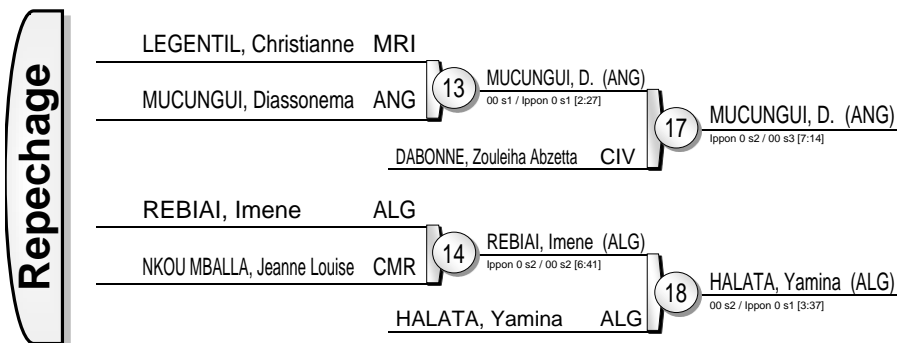 Repechage
LEGENTIL, Christianne MRI
MUCUNGUI, Diassonema ANG
13
MUCUNGUI, D. (ANG)
00 s1 / Ippon 0 s1 [2:27]
DABONNE, Zouleiha Abzetta CIV
17
MUCUNGUI, D. (ANG)
Ippon 0 s2 / 00 s3 [7:14]
REBIAI, Imene ALG
NKOU MBALLA, Jeanne Louise CMR
14
REBIAI, Imene (ALG)
Ippon 0 s2 / 00 s2 [6:41]
HALATA, Yamina ALG
18
HALATA, Yamina (ALG)
00 s2 / Ippon 0 s1 [3:37]